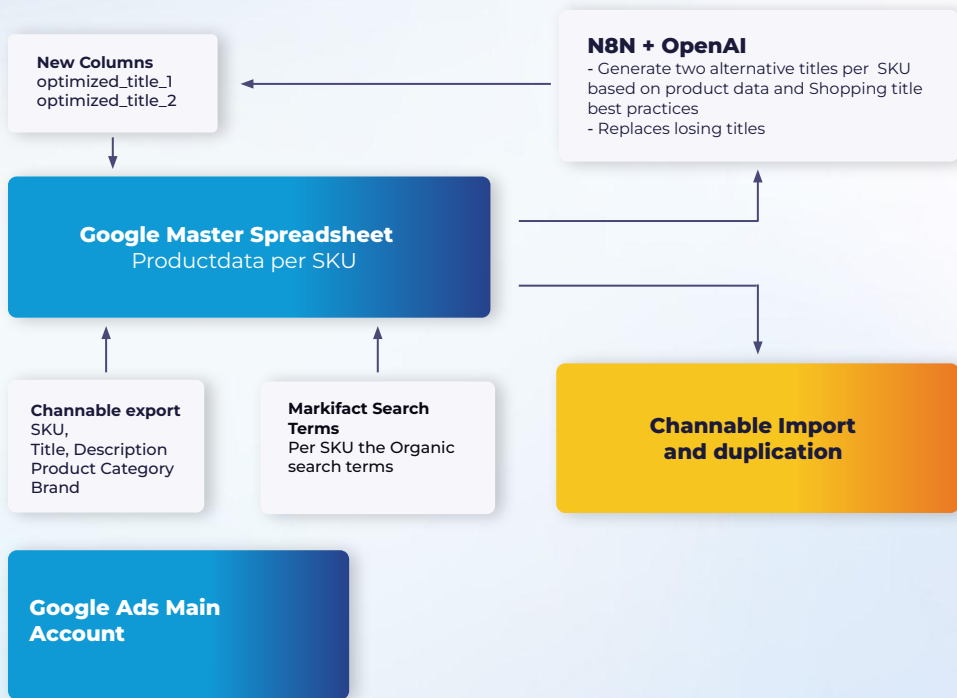 New Columns
optimized_title_1
optimized_title_2
N8N + OpenAI
- Generate two alternative titles per SKU
based on product data and Shopping title
best practices
- Replaces losing titles
Google Master Spreadsheet
Productdata per SKU
Channable export
SKU,
Title, Description
Product Category
Brand
Markifact Search
Terms
Per SKU the Organic
search terms
Channable Import
and duplication
Google Ads Main
Account